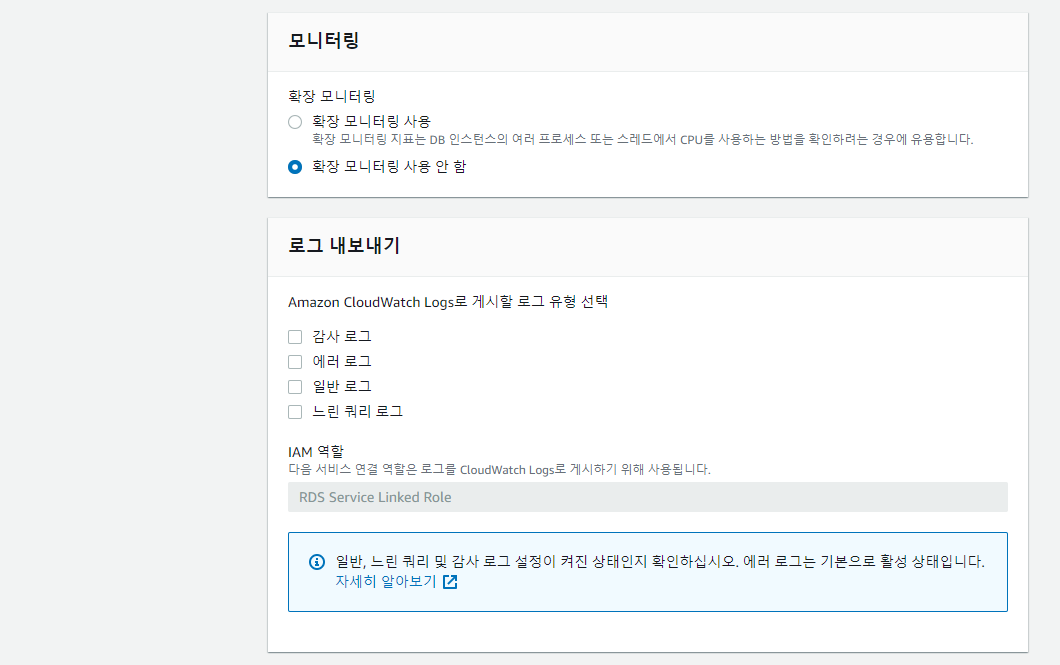 모니터링
확장 모니터링
확장 모니터링 사용
확장 모니터링 지표는 DB 인스턴스의 여러 프로세스 또는 스레드에서 CPU를 사용하는 방법을 확인하려는 경우에 유용합니다.
확장 모니터링 사용 안 함
로그 내보내기
Amazon CloudWatch Logs로 게시할 로그 유형 선택
감사 로그
에러 로그
일반 로그
느린 쿼리 로그
IAM 역할
다음 서비스 연결 역할은 로그를 CloudWatch Logs로 게시하기 위해 사용됩니다.
RDS Service Linked Role
일반, 느린 쿼리 및 감사 로그 설정이 켜진 상태인지 확인하십시오. 에러 로그는 기본으로 활성 상태입니다.
자세히 알아보기